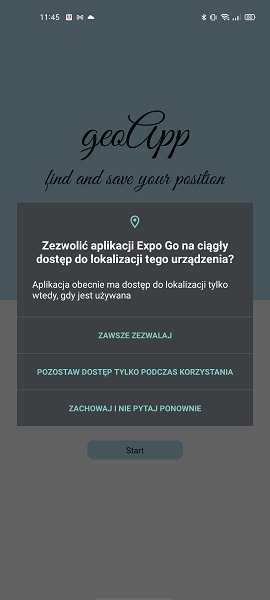 11:45
geoApp
find and save your position
Zezwolić aplikacji Expo Go na ciągły
dostęp do lokalizacji tego urządzenia?
Aplikacja obecnie ma dostęp do lokalizacji tylko
wtedy, gdy jest używana
ZAWSZE ZEZWALAJ
POZOSTAW DOSTĘP TYLKO PODCZAS KORZYSTANIA
ZACHOWAJ I NIE PYTAJ PONOWNIE
Start